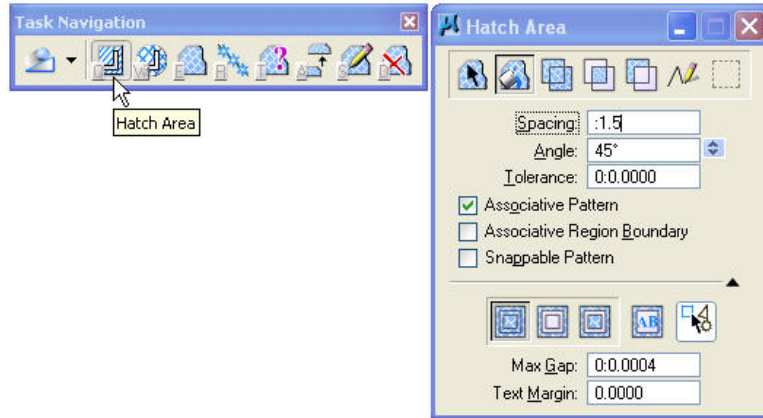 Task Navigation
Q W E R T A S D
Hatch Area
Hatch Area
Spacing: :1.5
Angle: 45°
Tolerance: 0:0.0000
Associative Pattern
Associative Region Boundary
Snappable Pattern
AB
Max Gap: 0:0.0004
Text Margin: 0.0000